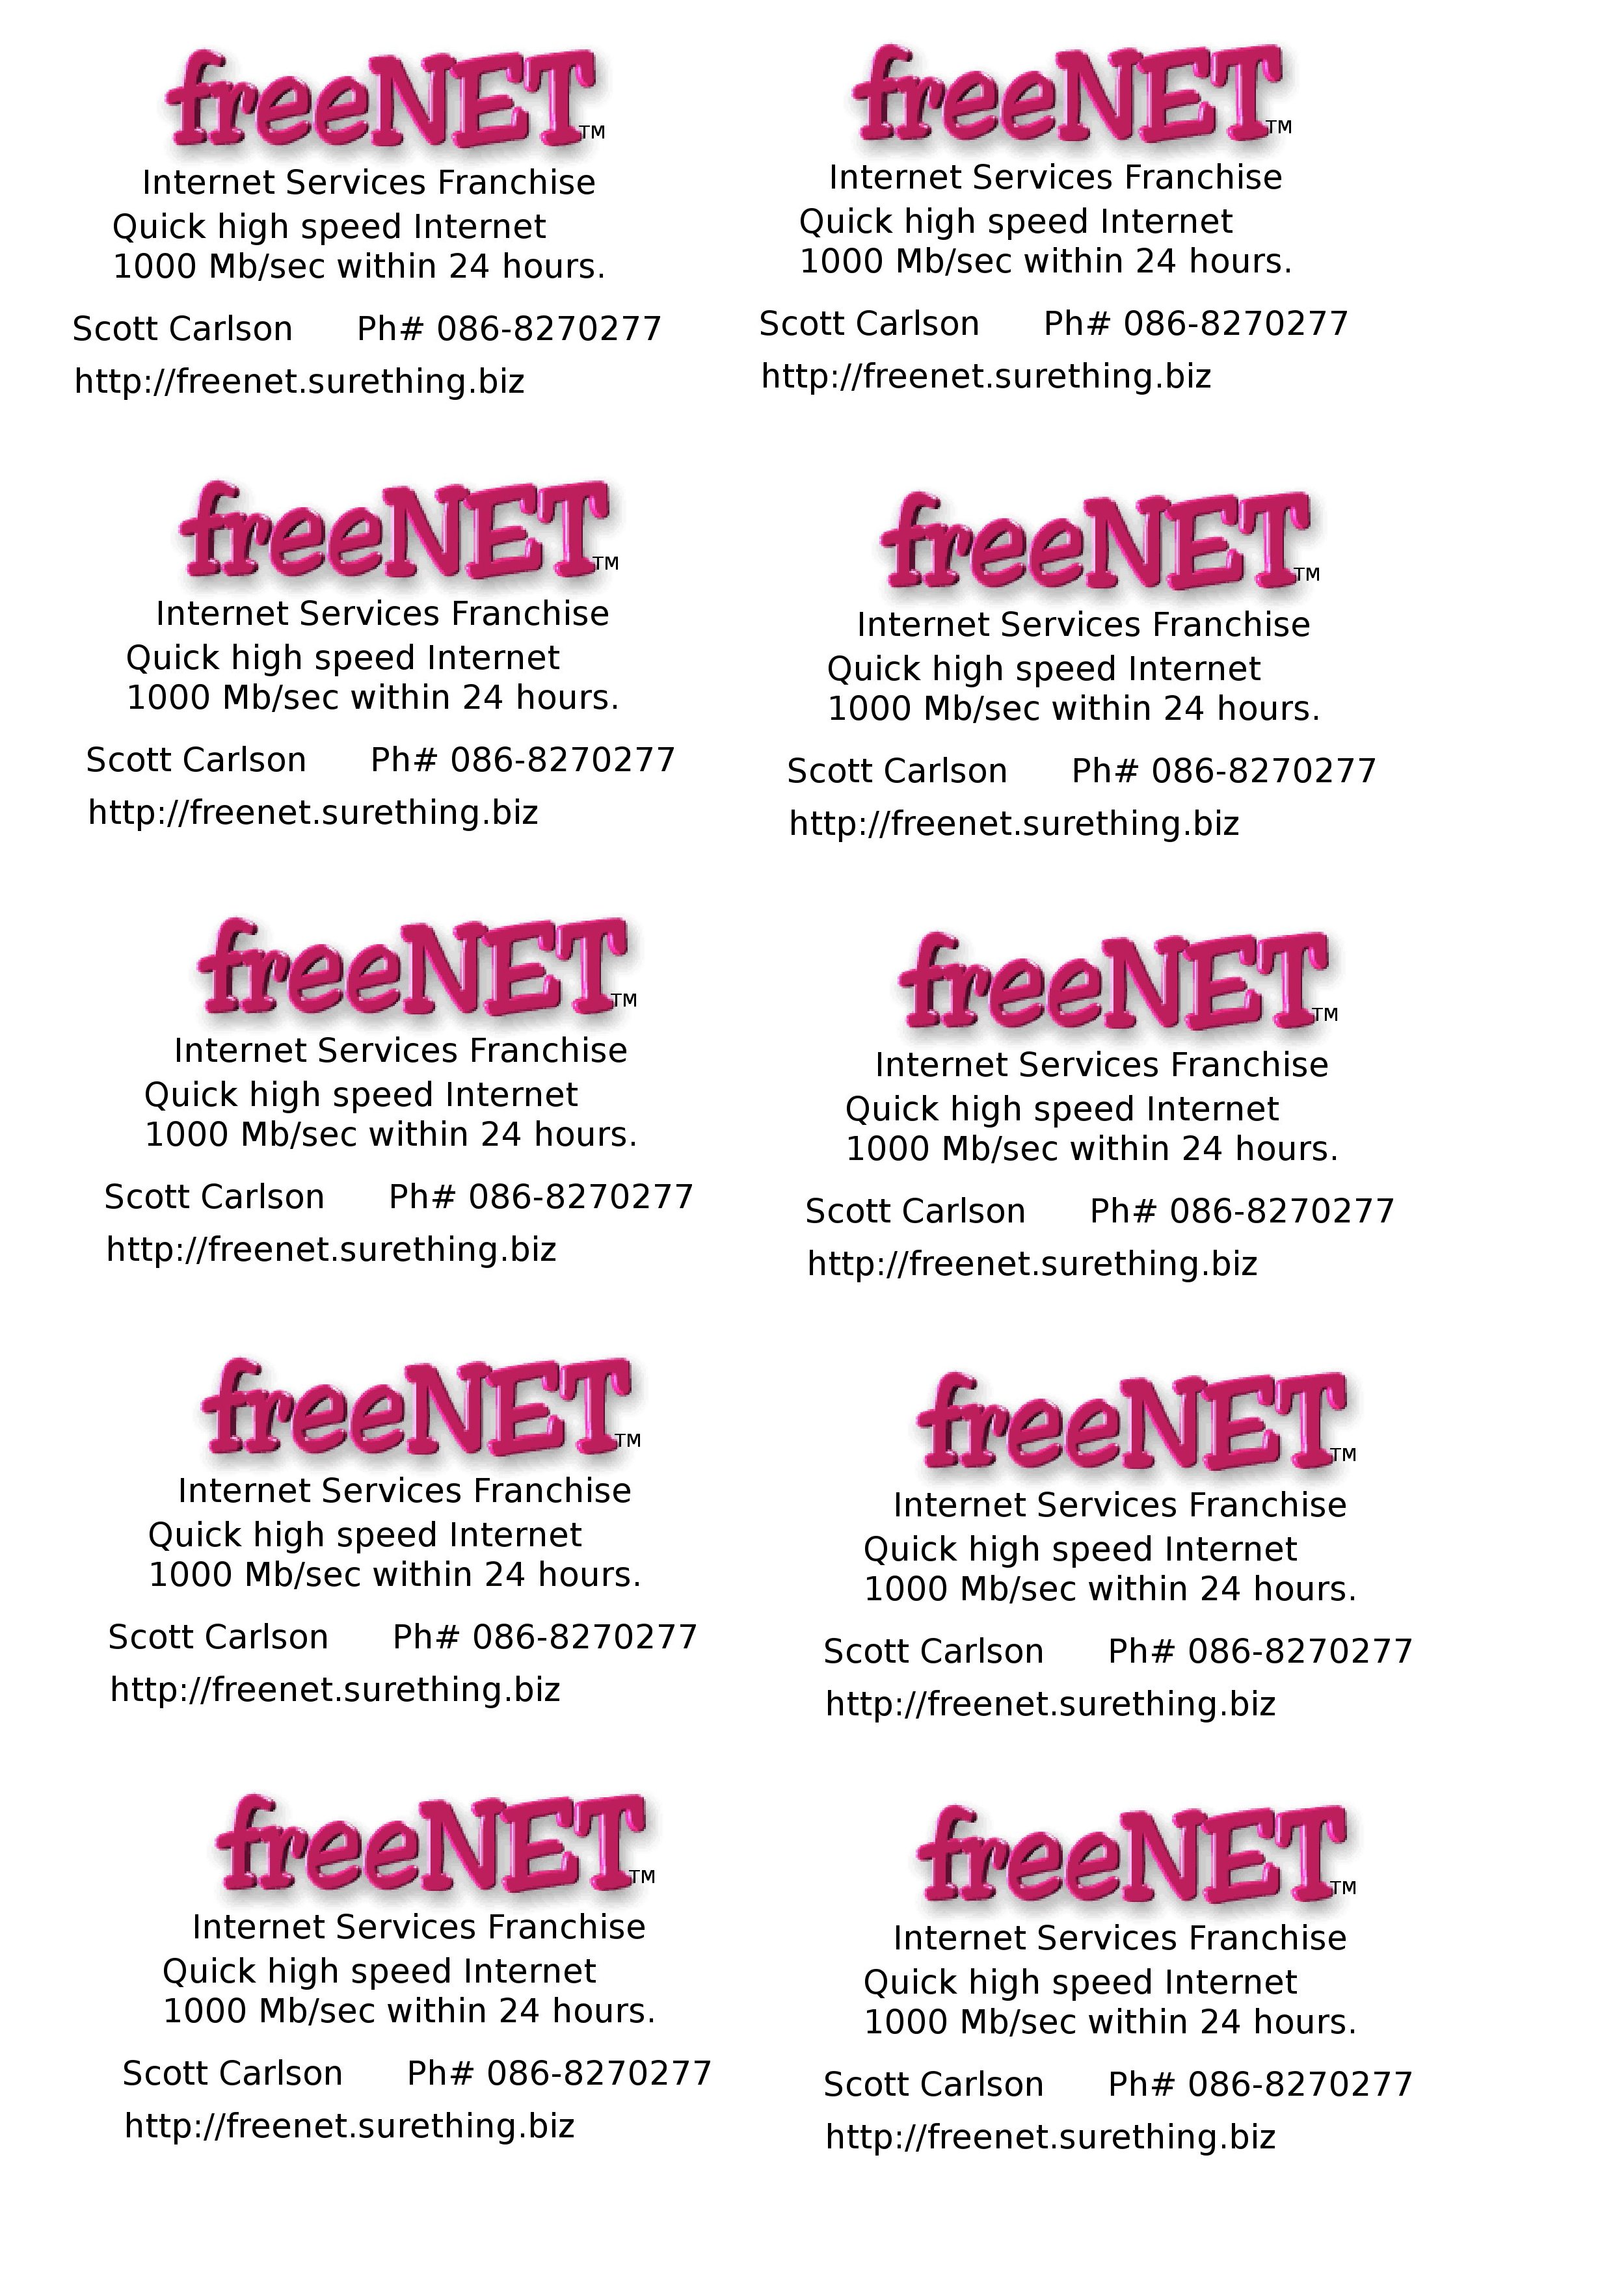 freeNET™
Internet Services Franchise
Quick high speed Internet
1000 Mb/sec within 24 hours.
Scott Carlson Ph# 086-8270277
http://freenet.surething.biz
freeNET™
Internet Services Franchise
Quick high speed Internet
1000 Mb/sec within 24 hours.
Scott Carlson Ph# 086-8270277
http://freenet.surething.biz
freeNET™
Internet Services Franchise
Quick high speed Internet
1000 Mb/sec within 24 hours.
Scott Carlson Ph# 086-8270277
http://freenet.surething.biz
freeNET™
Internet Services Franchise
Quick high speed Internet
1000 Mb/sec within 24 hours.
Scott Carlson Ph# 086-8270277
http://freenet.surething.biz
freeNET™
Internet Services Franchise
Quick high speed Internet
1000 Mb/sec within 24 hours.
Scott Carlson Ph# 086-8270277
http://freenet.surething.biz
freeNET™
Internet Services Franchise
Quick high speed Internet
1000 Mb/sec within 24 hours.
Scott Carlson Ph# 086-8270277
http://freenet.surething.biz
freeNET™
Internet Services Franchise
Quick high speed Internet
1000 Mb/sec within 24 hours.
Scott Carlson Ph# 086-8270277
http://freenet.surething.biz
freeNET™
Internet Services Franchise
Quick high speed Internet
1000 Mb/sec within 24 hours.
Scott Carlson Ph# 086-8270277
http://freenet.surething.biz
freeNET™
Internet Services Franchise
Quick high speed Internet
1000 Mb/sec within 24 hours.
Scott Carlson Ph# 086-8270277
http://freenet.surething.biz
freeNET™
Internet Services Franchise
Quick high speed Internet
1000 Mb/sec within 24 hours.
Scott Carlson Ph# 086-8270277
http://freenet.surething.biz